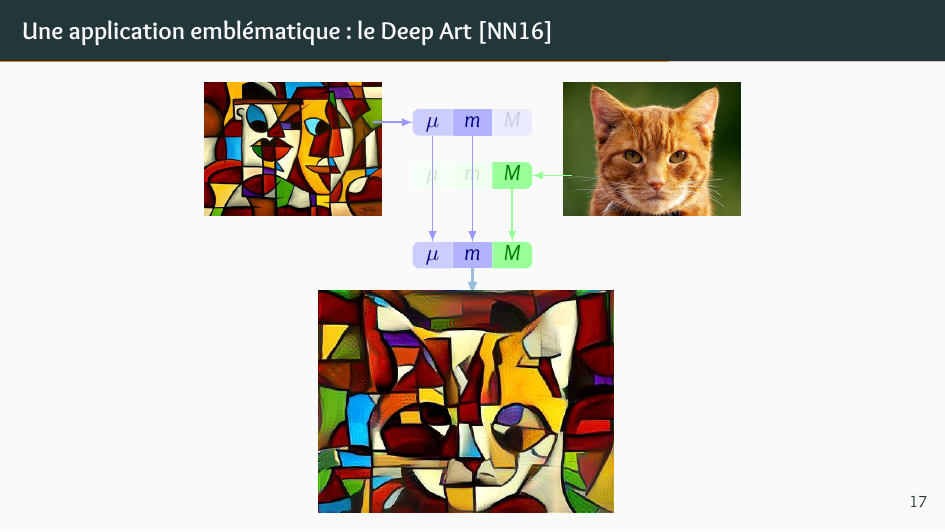 Une application emblématique : le Deep Art [NN16]
μ m M
μ m M
μ m M
17